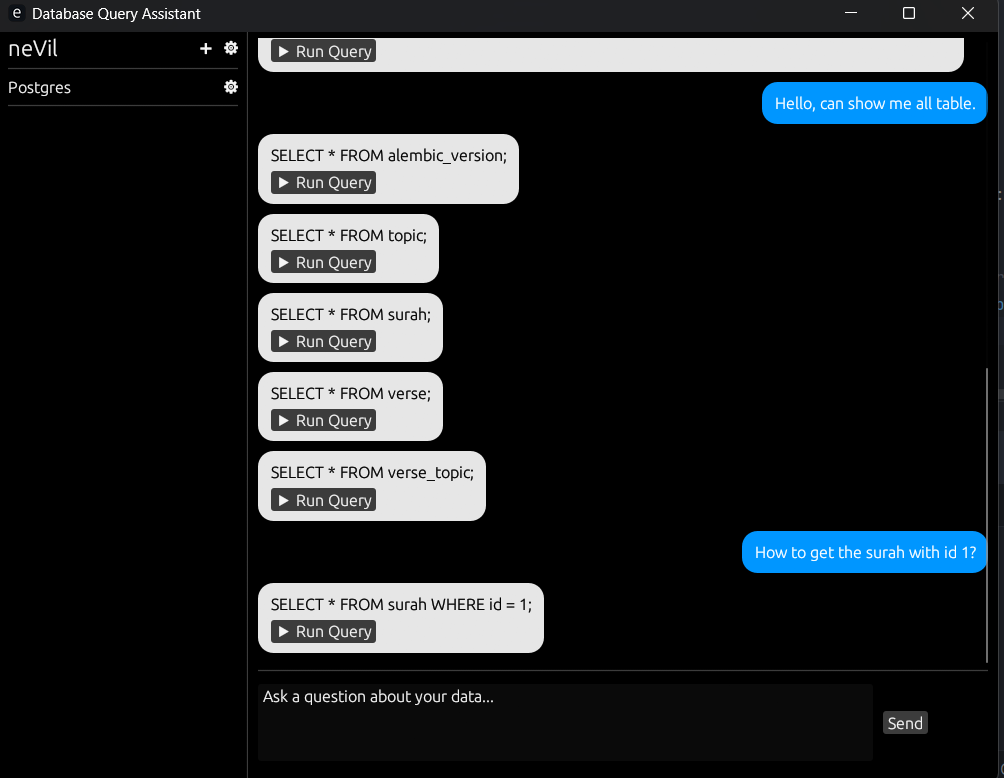 e Database Query Assistant
neVil
Postgres
▶ Run Query
Hello, can show me all table.
SELECT * FROM alembic_version;
▶ Run Query
SELECT * FROM topic;
▶ Run Query
SELECT * FROM surah;
▶ Run Query
SELECT * FROM verse;
▶ Run Query
SELECT * FROM verse_topic;
▶ Run Query
How to get the surah with id 1?
SELECT * FROM surah WHERE id = 1;
▶ Run Query
Ask a question about your data...
Send